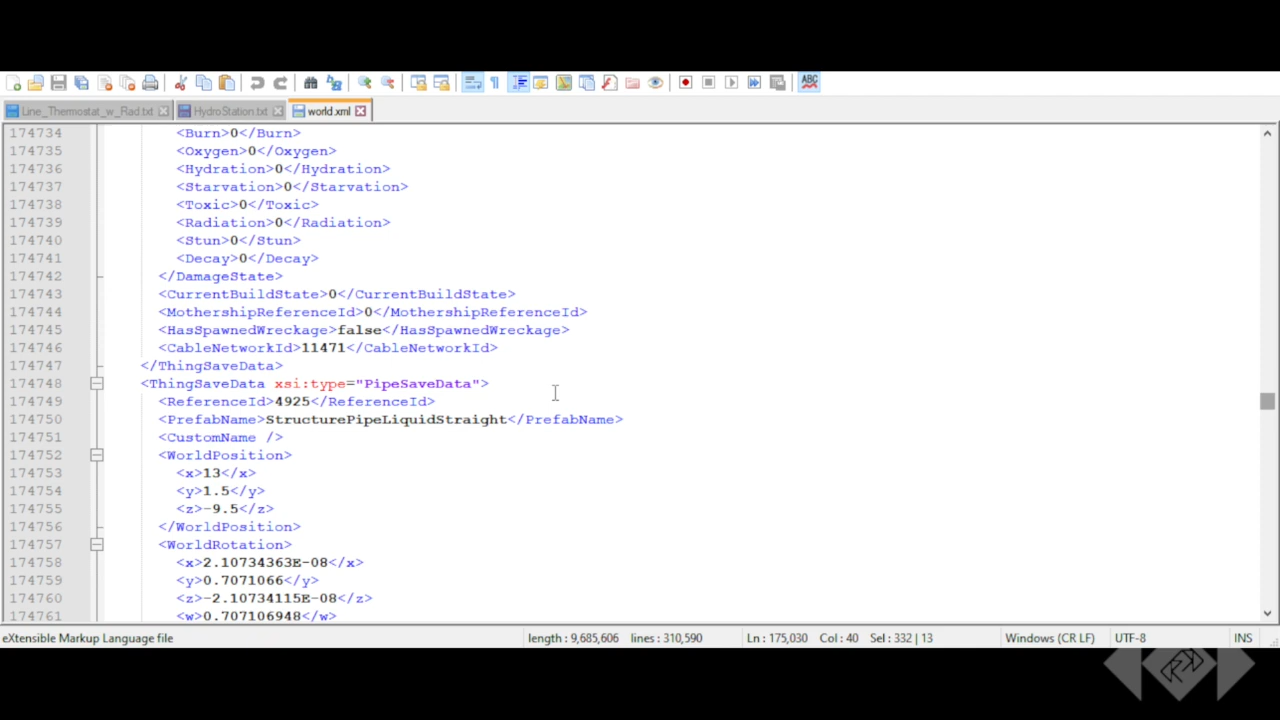 ABC
Line_Thermostat_w_Rad.txt HydroStation.txt world.xml
174734 <Burn>0</Burn>
174735 <Oxygen>0</Oxygen>
174736 <Hydration>0</Hydration>
174737 <Starvation>0</Starvation>
174738 <Toxic>0</Toxic>
174739 <Radiation>0</Radiation>
174740 <Stun>0</Stun>
174741 <Decay>0</Decay>
174742 </DamageState>
174743 <CurrentBuildState>0</CurrentBuildState>
174744 <MothershipReferenceId>0</MothershipReferenceId>
174745 <HasSpawnedWreckage>false</HasSpawnedWreckage>
174746 <CableNetworkId>11471</CableNetworkId>
174747 </ThingSaveData>
174748 <ThingSaveData xsi:type="PipeSaveData">
174749 <ReferenceId>4925</ReferenceId>
174750 <PrefabName>StructurePipeLiquidStraight</PrefabName>
174751 <CustomName />
174752 <WorldPosition>
174753 <x>13</x>
174754 <y>1.5</y>
174755 <z>-9.5</z>
174756 </WorldPosition>
174757 <WorldRotation>
174758 <x>2.10734363E-08</x>
174759 <y>0.7071066</y>
174760 <z>-2.10734115E-08</z>
174761 <w>0.707106948</w>
eXtensible Markup Language file length : 9,685,606 lines : 310,590 Ln : 175,030 Col : 40 Sel : 332 | 13 Windows (CR LF) UTF-8 INS